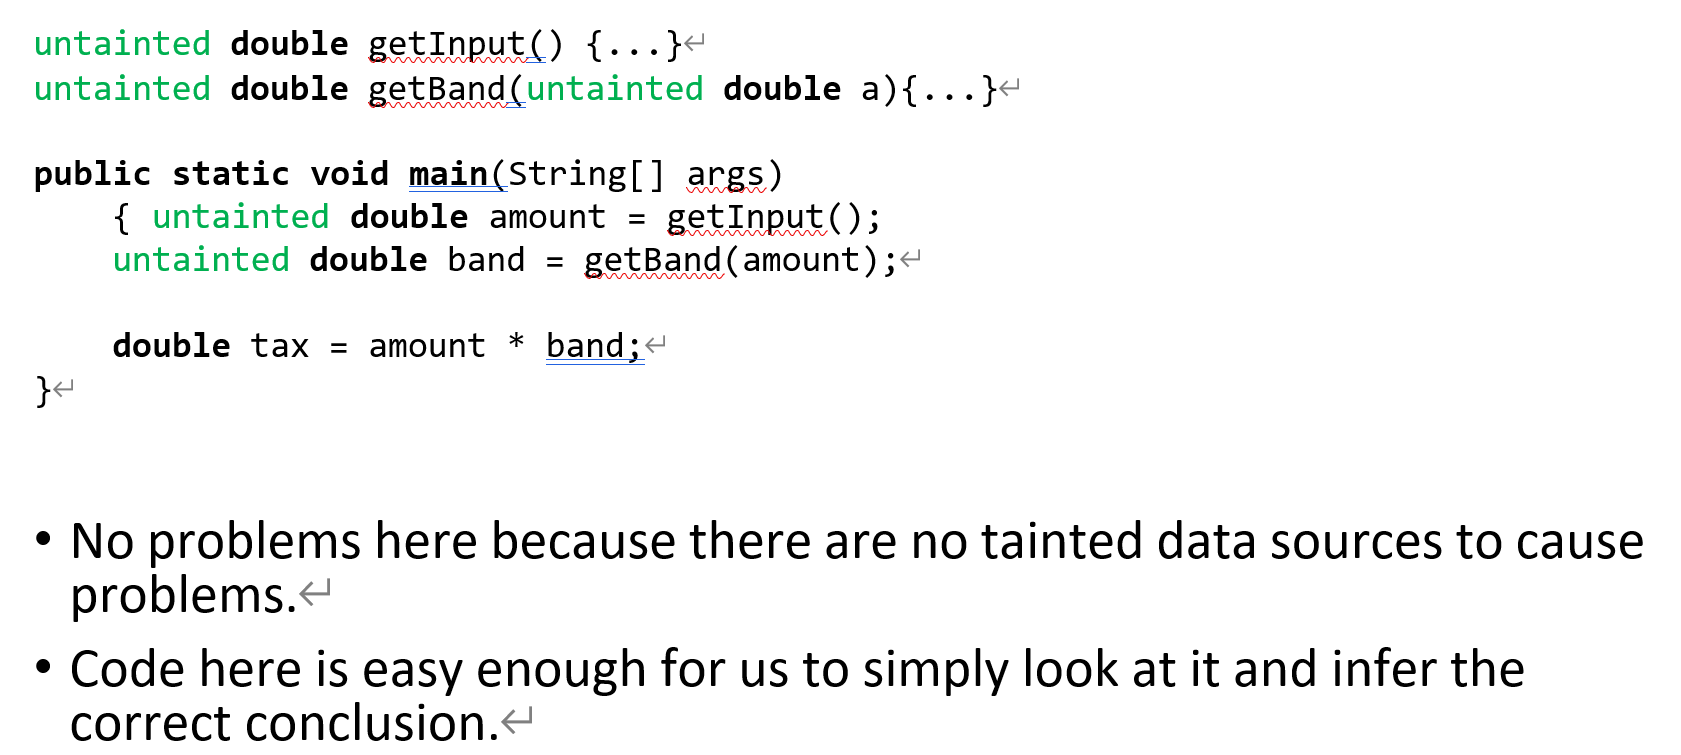 untainted double getInput() {...}↵
untainted double getBand(untainted double a){...}↵
public static void main(String[] args)
{ untainted double amount = getInput();
untainted double band = getBand(amount);↵
double tax = amount * band;↵
}↵
• No problems here because there are no tainted data sources to cause
problems.↵
• Code here is easy enough for us to simply look at it and infer the
correct conclusion.↵